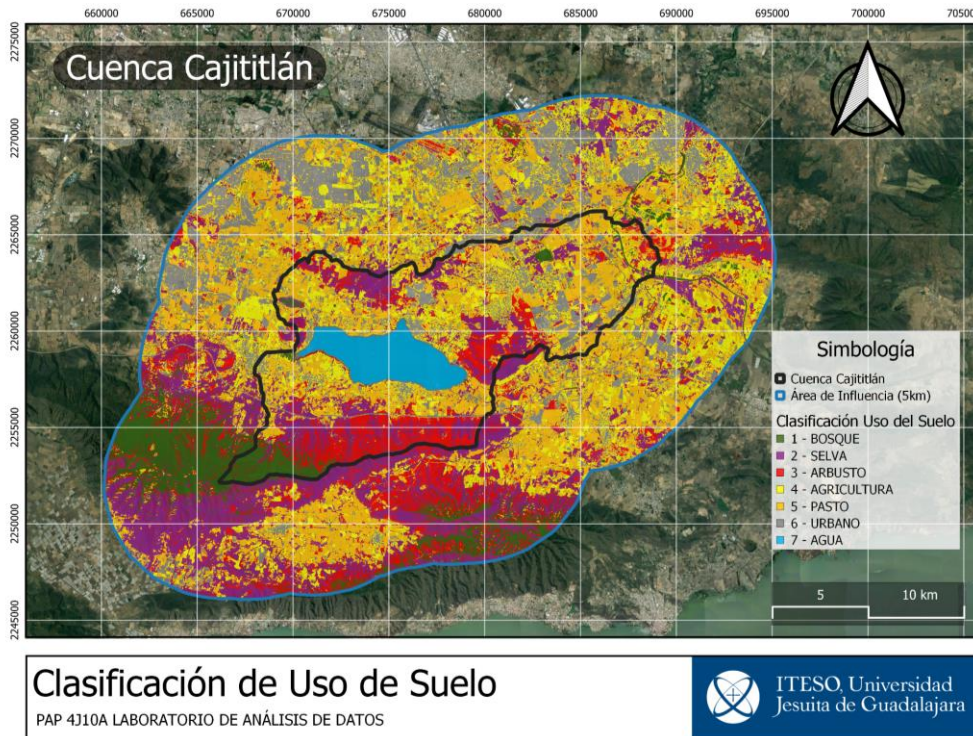 660000 665000 670000 675000 680000 685000 690000 695000 700000 705000
2275000
2270000
2265000
2260000
2255000
2250000
2245000
Cuenca Cajititlán
Simbología
Cuenca Cajititlán
Área de Influencia (5km)
Clasificación Uso del Suelo
1 - BOSQUE
2 - SELVA
3 - ARBUSTO
4 - AGRICULTURA
5 - PASTO
6 - URBANO
7 - AGUA
5 10 km
Clasificación de Uso de Suelo
PAP 4J10A LABORATORIO DE ANÁLISIS DE DATOS
ITESO, Universidad
Jesuita de Guadalajara